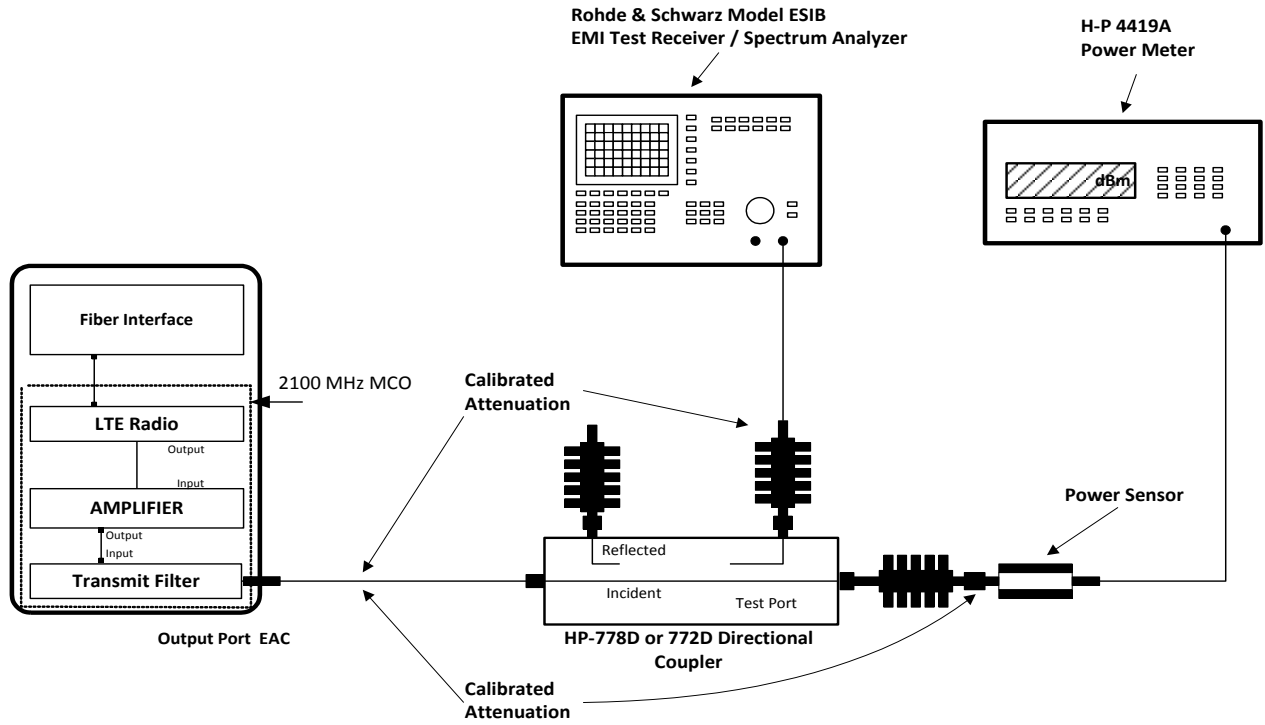 Rohde & Schwarz Model ESIB
EMI Test Receiver / Spectrum Analyzer
H-P 4419A
Power Meter
dBm
Fiber Interface
2100 MHz MCO
LTE Radio
Output
Input
AMPLIFIER
Output
Input
Transmit Filter
Output Port EAC
Calibrated
Attenuation
Reflected
Incident
Test Port
HP-778D or 772D Directional
Coupler
Power Sensor
Calibrated
Attenuation